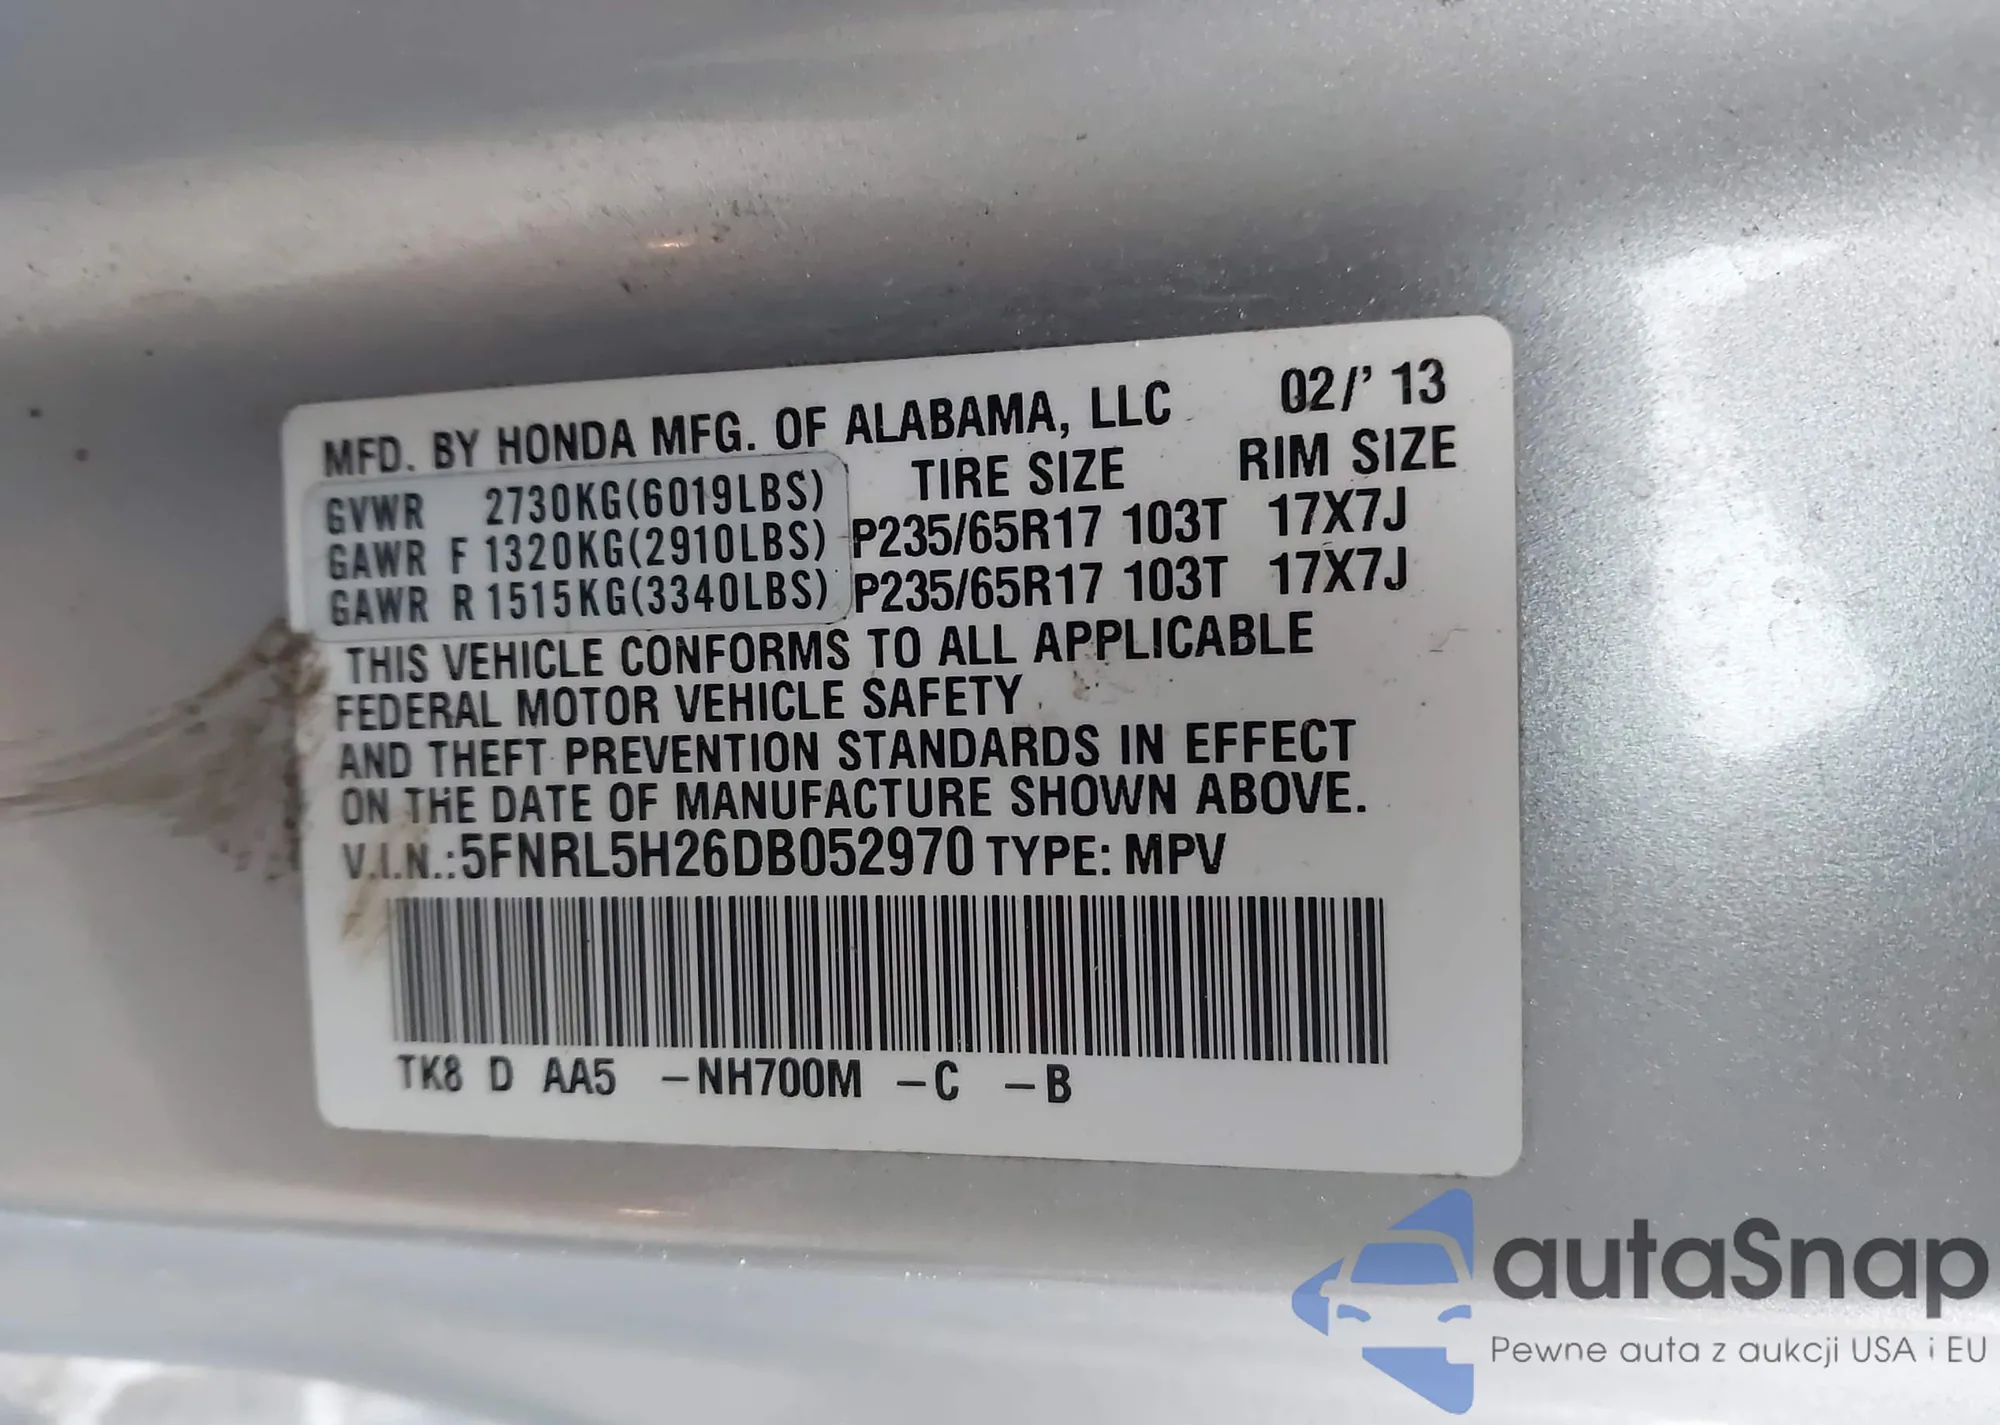 MFD. BY HONDA MFG. OF ALABAMA, LLC 02/' 13
TIRE SIZE RIM SIZE
GVWR 2730KG(6019LBS)
GAWR F 1320KG(2910LBS) P235/65R17 103T 17X7J
GAWR R 1515KG(3340LBS) P235/65R17 103T 17X7J
THIS VEHICLE CONFORMS TO ALL APPLICABLE
FEDERAL MOTOR VEHICLE SAFETY
AND THEFT PREVENTION STANDARDS IN EFFECT
ON THE DATE OF MANUFACTURE SHOWN ABOVE.
V.I.N.:5FNRL5H26DB052970 TYPE: MPV
TK8 D AA5 -NH700M -C -B
autaSnap
Pewne auta z aukcji USA i EU